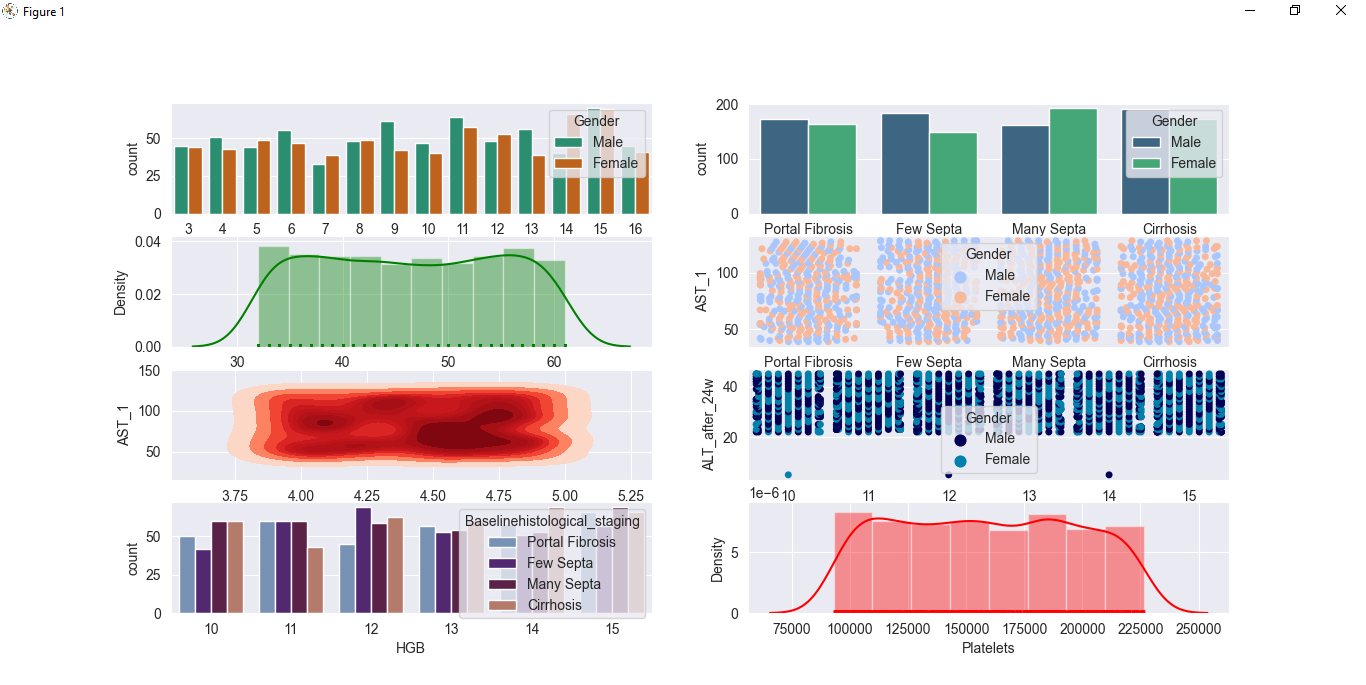 Figure 1
count
50
25
0
Gender
Male
Female
3 4 5 6 7 8 9 10 11 12 13 14 15 16
count
200
100
0
Gender
Male
Female
Portal Fibrosis Few Septa Many Septa Cirrhosis
Density
0.04
0.02
0.00
30 40 50 60
AST_1
100
50
Gender
Male
Female
Portal Fibrosis Few Septa Many Septa Cirrhosis
AST_1
150
100
50
3.75 4.00 4.25 4.50 4.75 5.00 5.25
ALT_after_24w
40
20
Gender
Male
Female
10 11 12 13 14 15
count
50
25
0
Baselinehistological_staging
Portal Fibrosis
Few Septa
Many Septa
Cirrhosis
10 11 12 13 14 15
HGB
1e-6
Density
5
0
75000 100000 125000 150000 175000 200000 225000 250000
Platelets